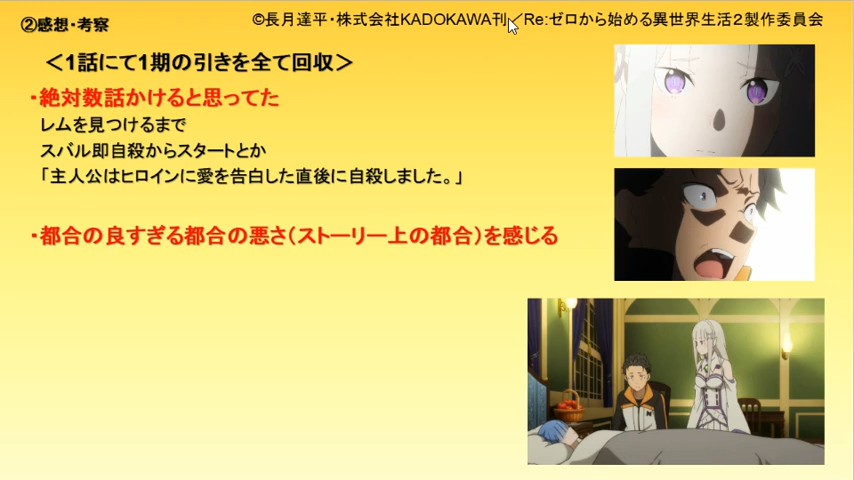 ②感想・考察
©長月達平・株式会社KADOKAWA刊／Re:ゼロから始める異世界生活２製作委員会
＜1話にて1期の引きを全て回収＞
・絶対数話かけると思ってた
レムを見つけるまで
スバル即自殺からスタートとか
「主人公はヒロインに愛を告白した直後に自殺しました。」
・都合の良すぎる都合の悪さ（ストーリー上の都合）を感じる